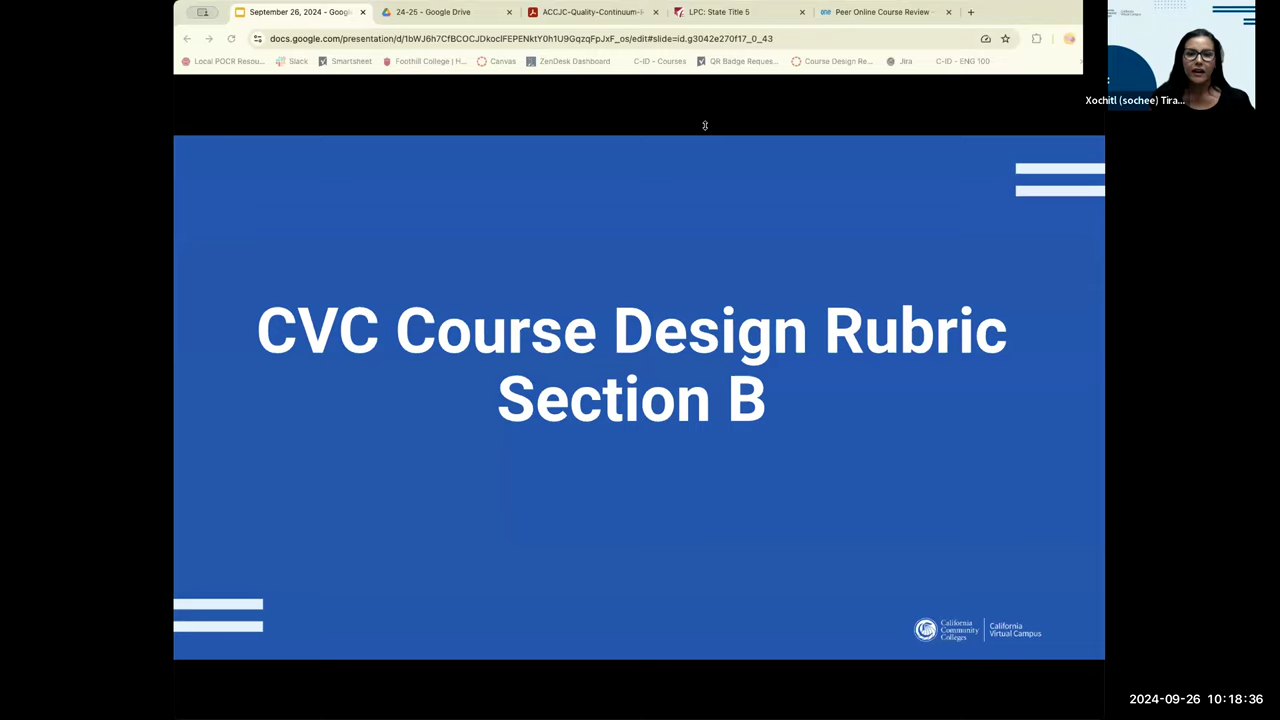 September 26, 2024 - Googl
24-25 - Google Drive
ACCJC-Quality-Continuum-
LPC: State Title 5
Peer Online Course Review
docs.google.com/presentation/d/1bWJ6h7CfBCOCJDkoclFEPENktY0h1U9GqzqFpJxF_os/edit#slide=id.g3042e270f17_0_43
Local POCR Resou...
Slack
Smartsheet
Foothill College | H...
Canvas
ZenDesk Dashboard
C-ID - Courses
QR Badge Reques...
Course Design Re...
Jira
C-ID - ENG 100
Xochitl (sochee) Tira...
CVC Course Design Rubric
Section B
California
Community
Colleges
California
Virtual Campus
2024-09-26 10:18:36